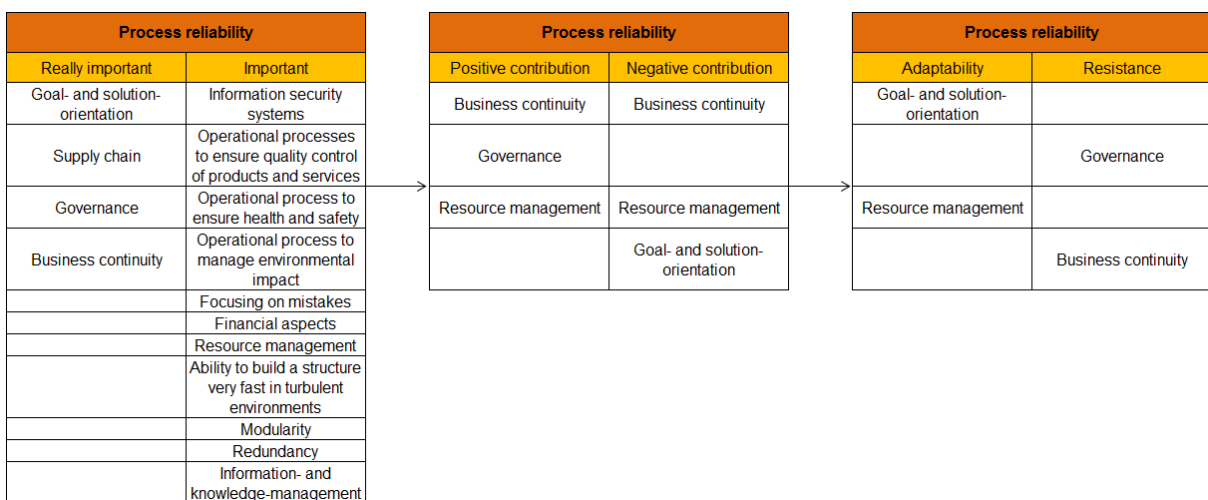 Process reliability
Really important
Important
Goal- and solution-
orientation
Information security
systems
Supply chain
Operational processes
to ensure quality control
of products and services
Governance
Operational process to
ensure health and safety
Business continuity
Operational process to
manage environmental
impact
Focusing on mistakes
Financial aspects
Resource management
Ability to build a structure
very fast in turbulent
environments
Modularity
Redundancy
Information- and
knowledge-management
Process reliability
Positive contribution
Negative contribution
Business continuity
Business continuity
Governance
Resource management
Resource management
Goal- and solution-
orientation
Process reliability
Adaptability
Resistance
Goal- and solution-
orientation
Governance
Resource management
Business continuity